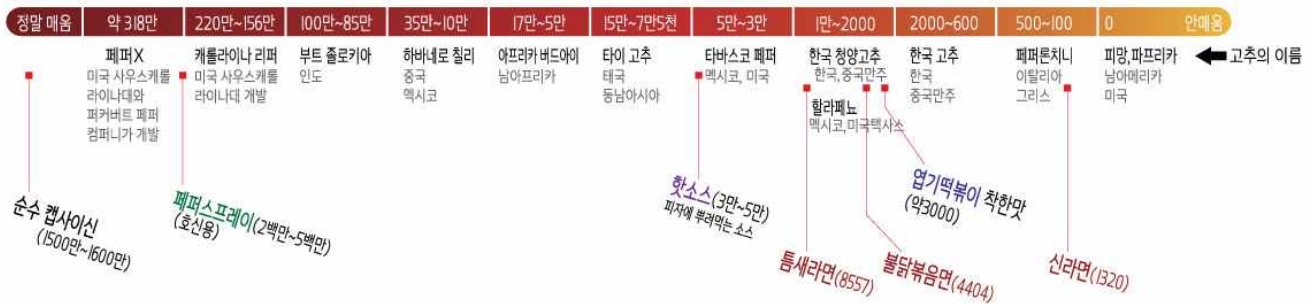 정말 매움 약 318만 220만~156만 100만~85만 35만~10만 17만~5만 15만~7만5천 5만~3만 1만~2000 2000~600 500~100 0 안매움
페퍼X 캐롤라이나 리퍼 부트 졸로키아 하바네로 칠리 아프리카 버드아이 타이 고추 타바스코 페퍼 한국 청양고추 한국 고추 페퍼론치니 피망,파프리카 고추의 이름
미국 사우스캐롤 미국 사우스캐롤 인도 중국 남아프리카 태국 멕시코, 미국 한국,중국만주 한국 이탈리아 남아메리카
라이나대와 라이나대 개발 멕시코 동남아시아 중국만주 그리스 미국
퍼커버트 페퍼 할라페뇨
컴퍼니가 개발 멕시코,미국텍사스
순수 캡사이신
(1500만~1600만)
페퍼스프레이(2백만~5백만)
(호신용)
핫소스(3만~5만)
피자에 뿌려먹는 소스
틈새라면(8557)
불닭볶음면(4404)
엽기떡볶이 착한맛
(약3000)
신라면(1320)